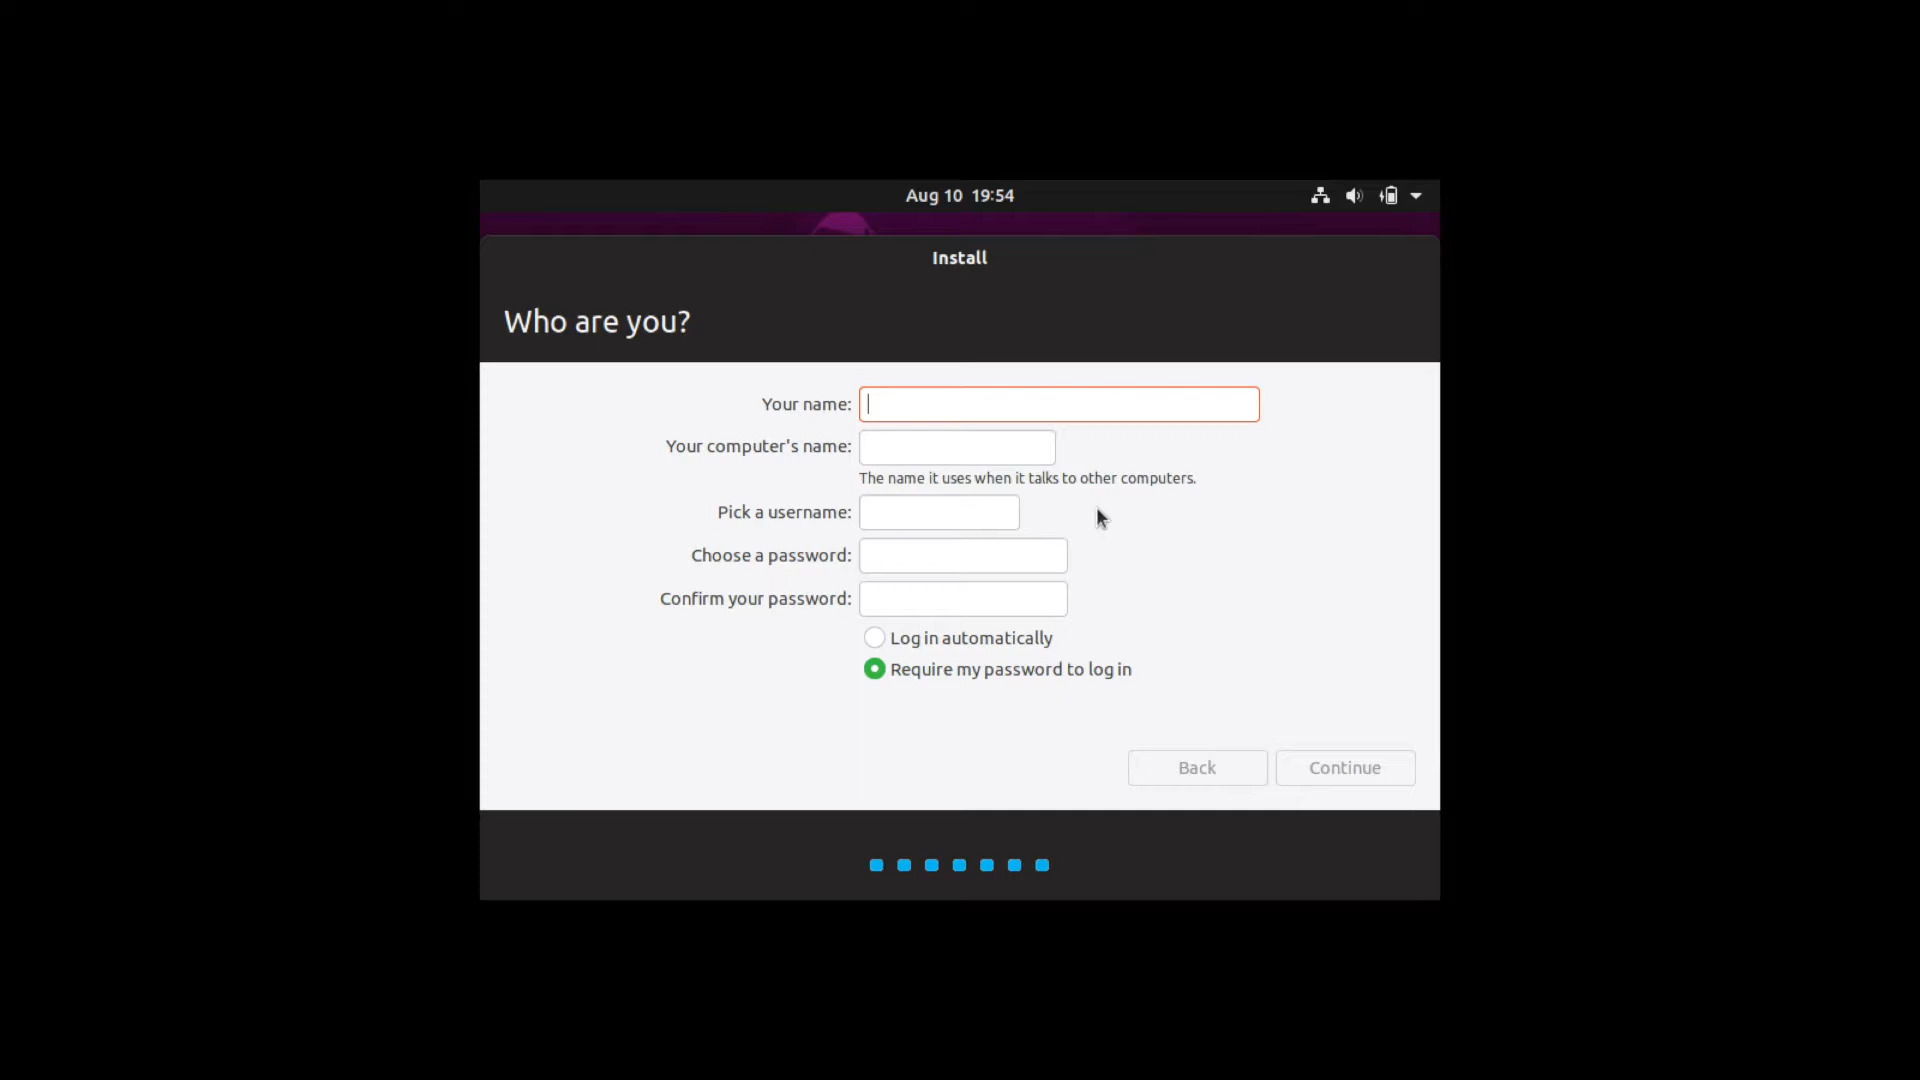 Aug 10 19:54
Install
Who are you?
Your name:
Your computer's name:
The name it uses when it talks to other computers.
Pick a username:
Choose a password:
Confirm your password:
Log in automatically
Require my password to log in
Back Continue